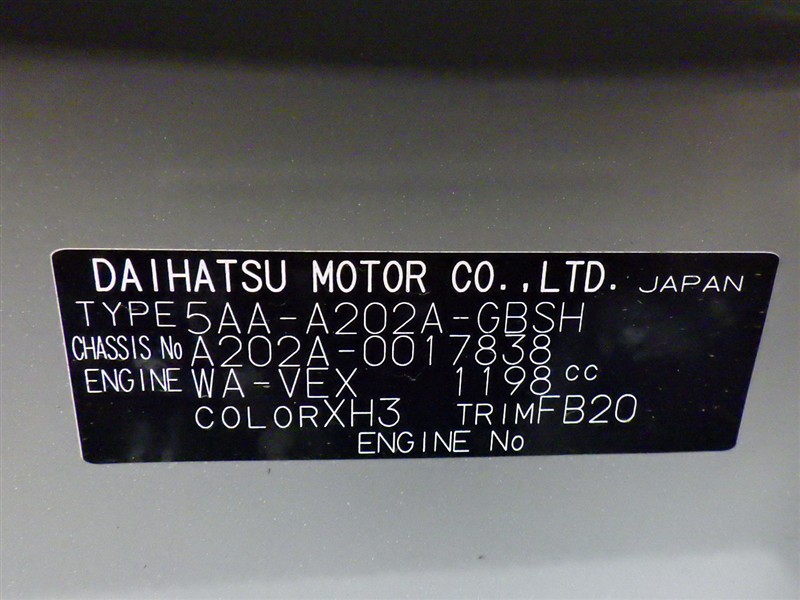 DAIHATSU MOTOR CO.,LTD. JAPAN
TYPE 5AA-A202A-GBSH
CHASSIS No A202A-0017838
ENGINE WA-VEX 1198 cc
COLOR XH3 TRIM FB20
ENGINE No